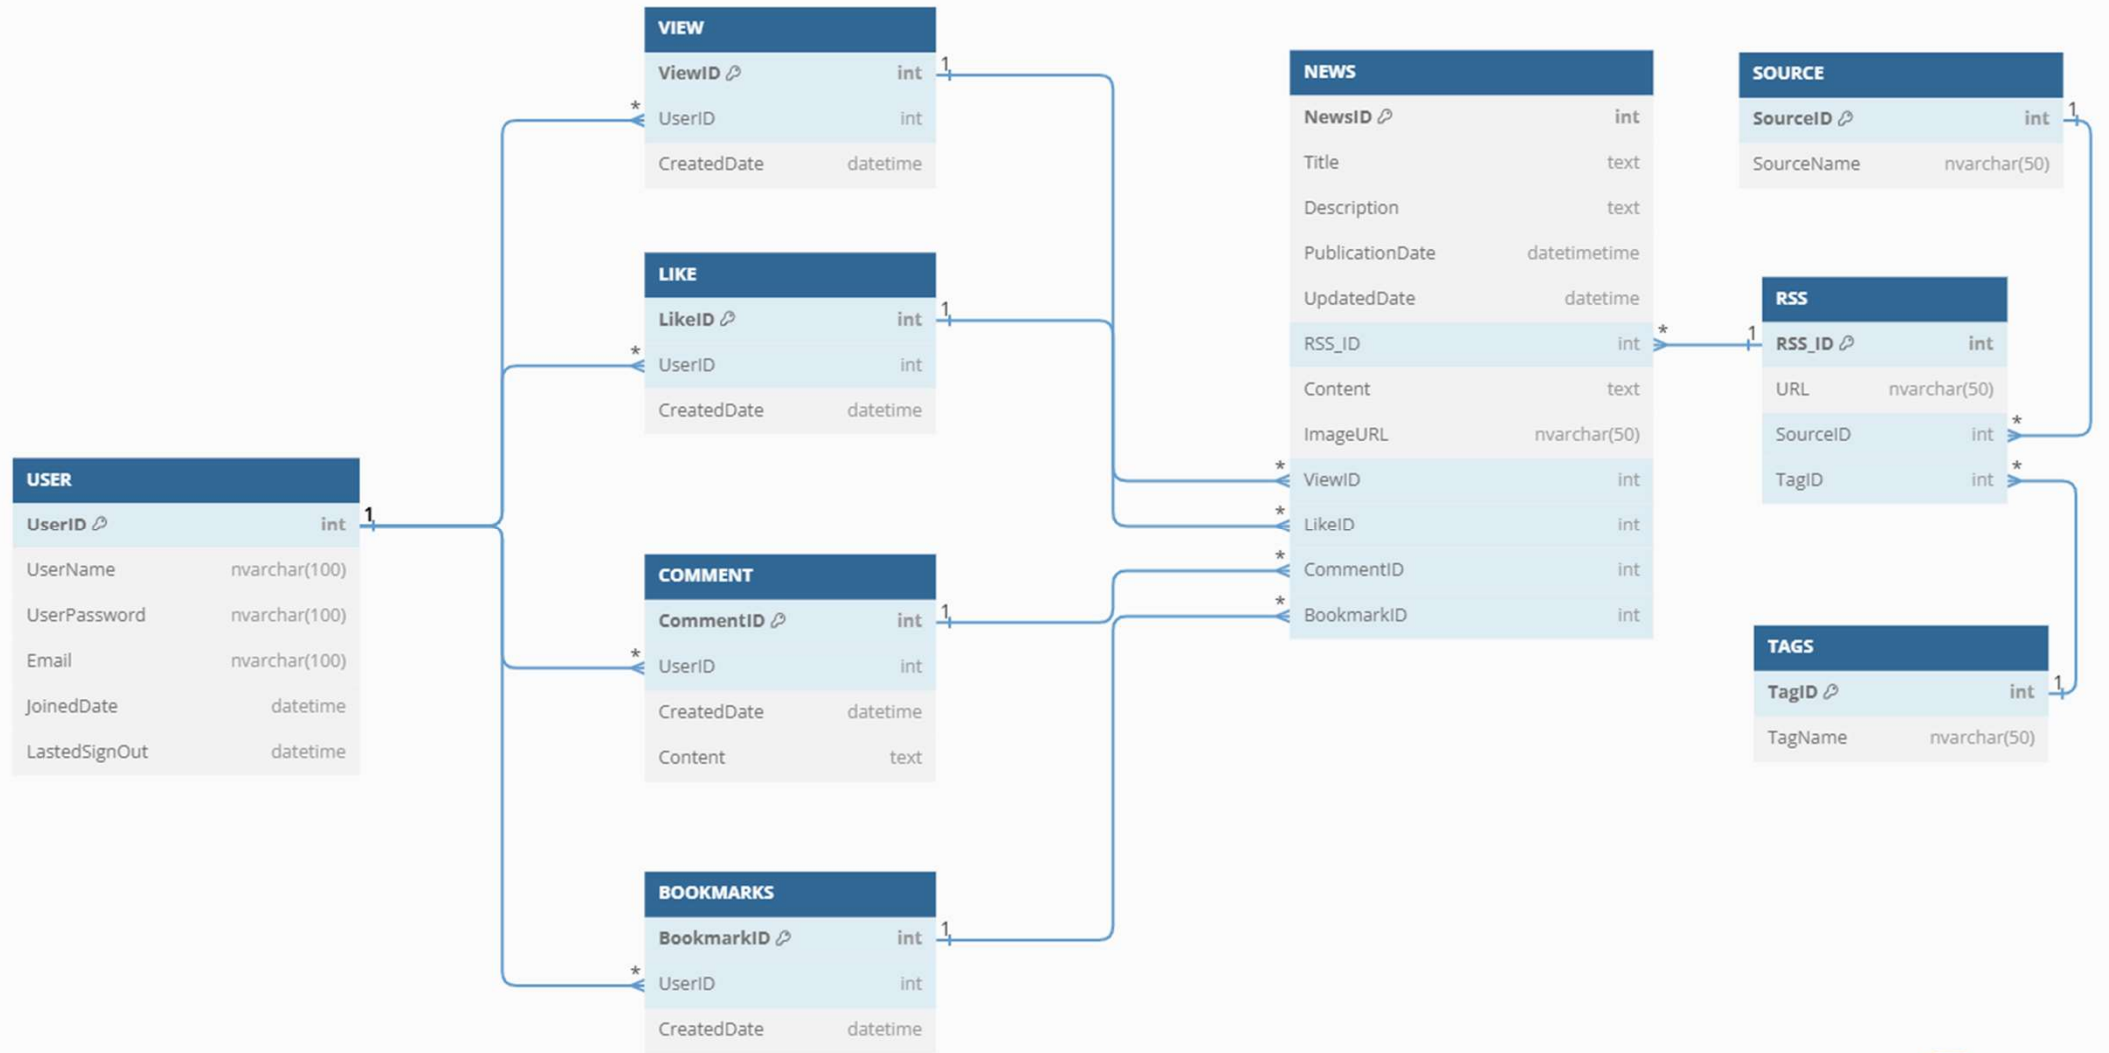 VIEW
ViewID int
UserID int
CreatedDate datetime
LIKE
LikeID int
UserID int
CreatedDate datetime
USER
UserID int
UserName nvarchar(100)
UserPassword nvarchar(100)
Email nvarchar(100)
JoinedDate datetime
LastedSignOut datetime
COMMENT
CommentID int
UserID int
CreatedDate datetime
Content text
BOOKMARKS
BookmarkID int
UserID int
CreatedDate datetime
NEWS
NewsID int
Title text
Description text
PublicationDate datetimetime
UpdatedDate datetime
RSS_ID int
Content text
ImageURL nvarchar(50)
ViewID int
LikeID int
CommentID int
BookmarkID int
SOURCE
SourceID int
SourceName nvarchar(50)
RSS
RSS_ID int
URL nvarchar(50)
SourceID int
TagID int
TAGS
TagID int
TagName nvarchar(50)
1
*
1
*
1
*
1
*
1
*
*
*
*
*
1
1
*
*
1